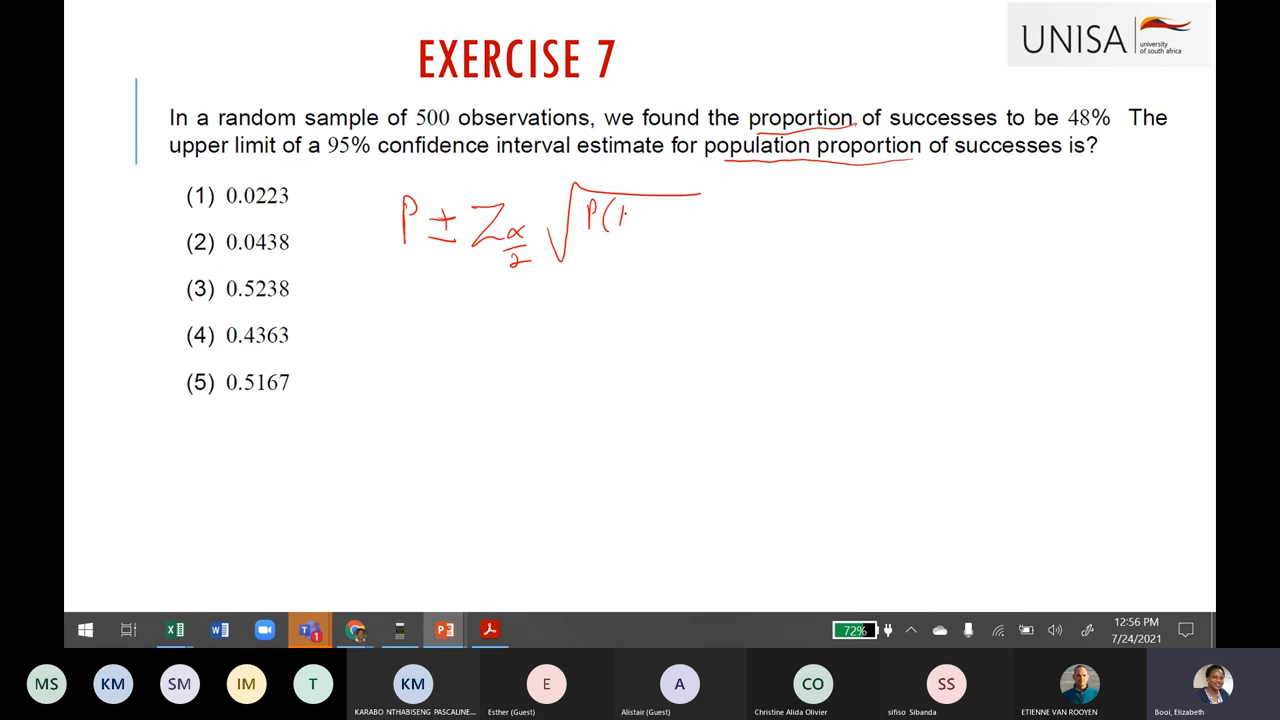 EXERCISE 7
UNISA
university
of south africa
In a random sample of 500 observations, we found the proportion of successes to be 48% The
upper limit of a 95% confidence interval estimate for population proportion of successes is?
(1) 0.0223
(2) 0.0438
(3) 0.5238
(4) 0.4363
(5) 0.5167
P ± Z α/2 √ P(1
72%
12:56 PM
7/24/2021
1
MS
KM
SM
IM
T
KM
E
A
CO
SS
KARABO NTHABISENG PASCALINE...
Esther (Guest)
Alistair (Guest)
Christine Alida Olivier
sifiso Sibanda
ETIENNE VAN ROOYEN
Booi, Elizabeth